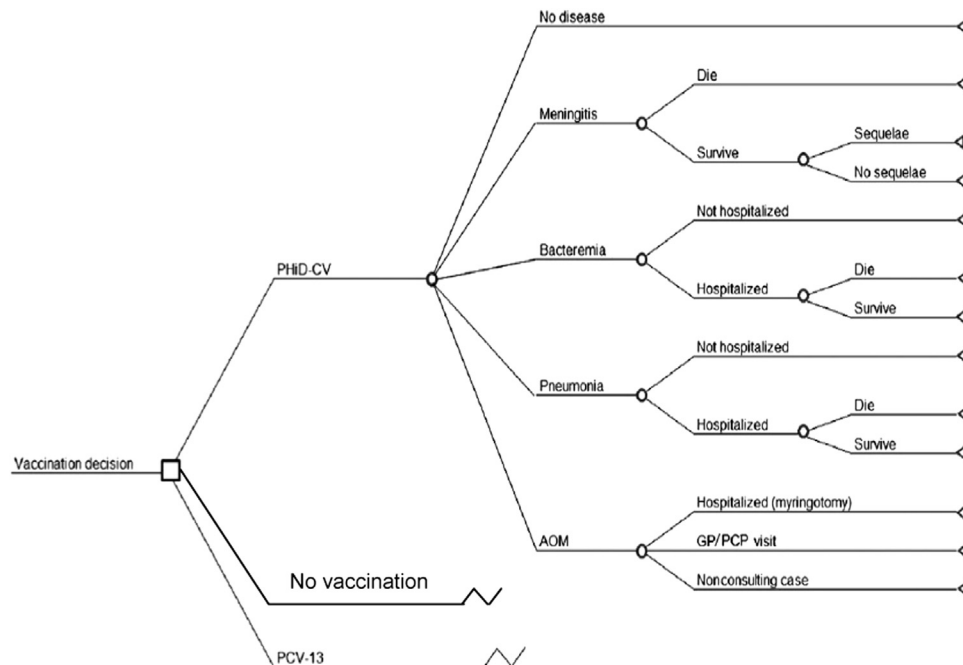 No disease
Die
Meningitis
Sequelae
Survive
No sequelae
Not hospitalized
Bacteremia
Die
PHiD-CV
Hospitalized
Survive
Not hospitalized
Pneumonia
Die
Hospitalized
Survive
Vaccination decision
Hospitalized (myringotomy)
AOM
GP/PCP visit
Nonconsulting case
No vaccination
PCV-13